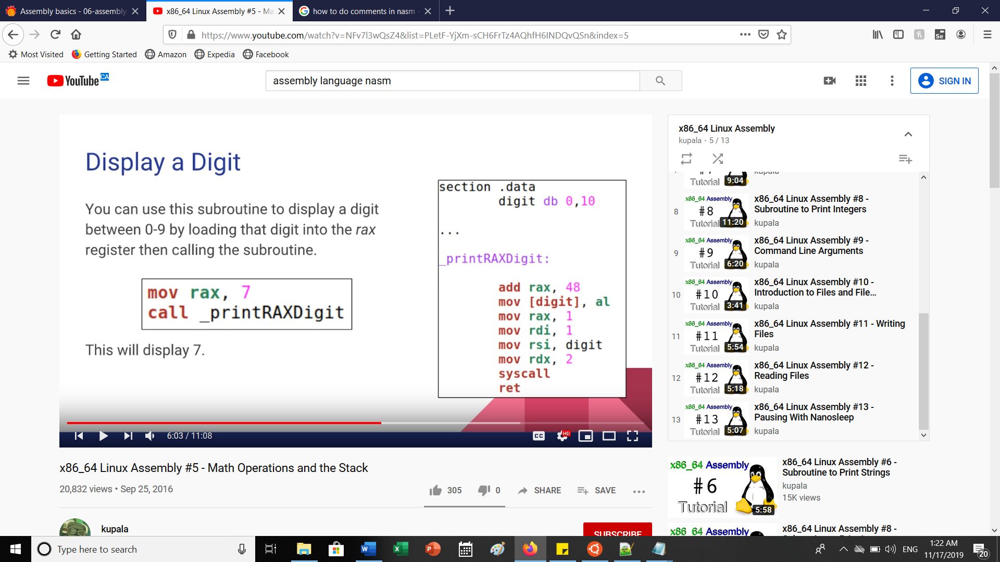 Assembly basics - 06-assembly
x86_64 Linux Assembly #5 - Ma
how to do comments in nasm -
https://www.youtube.com/watch?v=NFv7l3wQsZ4&list=PLetF-YjXm-sCH6FrTz4AQhfH6INDQvQSn&index=5
Most Visited
Getting Started
Amazon
Expedia
Facebook
YouTube CA
assembly language nasm
SIGN IN
Display a Digit
You can use this subroutine to display a digit
between 0-9 by loading that digit into the rax
register then calling the subroutine.
mov rax, 7
call _printRAXDigit
This will display 7.
section .data
digit db 0,10
...
_printRAXDigit:
add rax, 48
mov [digit], al
mov rax, 1
mov rdi, 1
mov rsi, digit
mov rdx, 2
syscall
ret
6:03 / 11:08
CC
HD
x86_64 Linux Assembly #5 - Math Operations and the Stack
20,832 views • Sep 25, 2016
305
0
SHARE
SAVE
kupala
SUBSCRIBE
x86_64 Linux Assembly
kupala - 5 / 13
Tutorial
9:04
kupala
8
x86_64 Assembly
#8
Tutorial
11:20
x86_64 Linux Assembly #8 -
Subroutine to Print Integers
kupala
9
x86_64 Assembly
#9
Tutorial
6:20
x86_64 Linux Assembly #9 -
Command Line Arguments
kupala
10
x86_64 Assembly
#10
Tutorial
3:41
x86_64 Linux Assembly #10 -
Introduction to Files and File...
kupala
11
x86_64 Assembly
#11
Tutorial
5:54
x86_64 Linux Assembly #11 - Writing
Files
kupala
12
x86_64 Assembly
#12
Tutorial
5:18
x86_64 Linux Assembly #12 -
Reading Files
kupala
13
x86_64 Assembly
#13
Tutorial
5:07
x86_64 Linux Assembly #13 -
Pausing With Nanosleep
kupala
x86_64 Assembly
#6
Tutorial
5:58
x86_64 Linux Assembly #6 -
Subroutine to Print Strings
kupala
15K views
x86_64 Assembly
x86_64 Linux Assembly #8 -
Type here to search
ENG
1:22 AM
11/17/2019
20